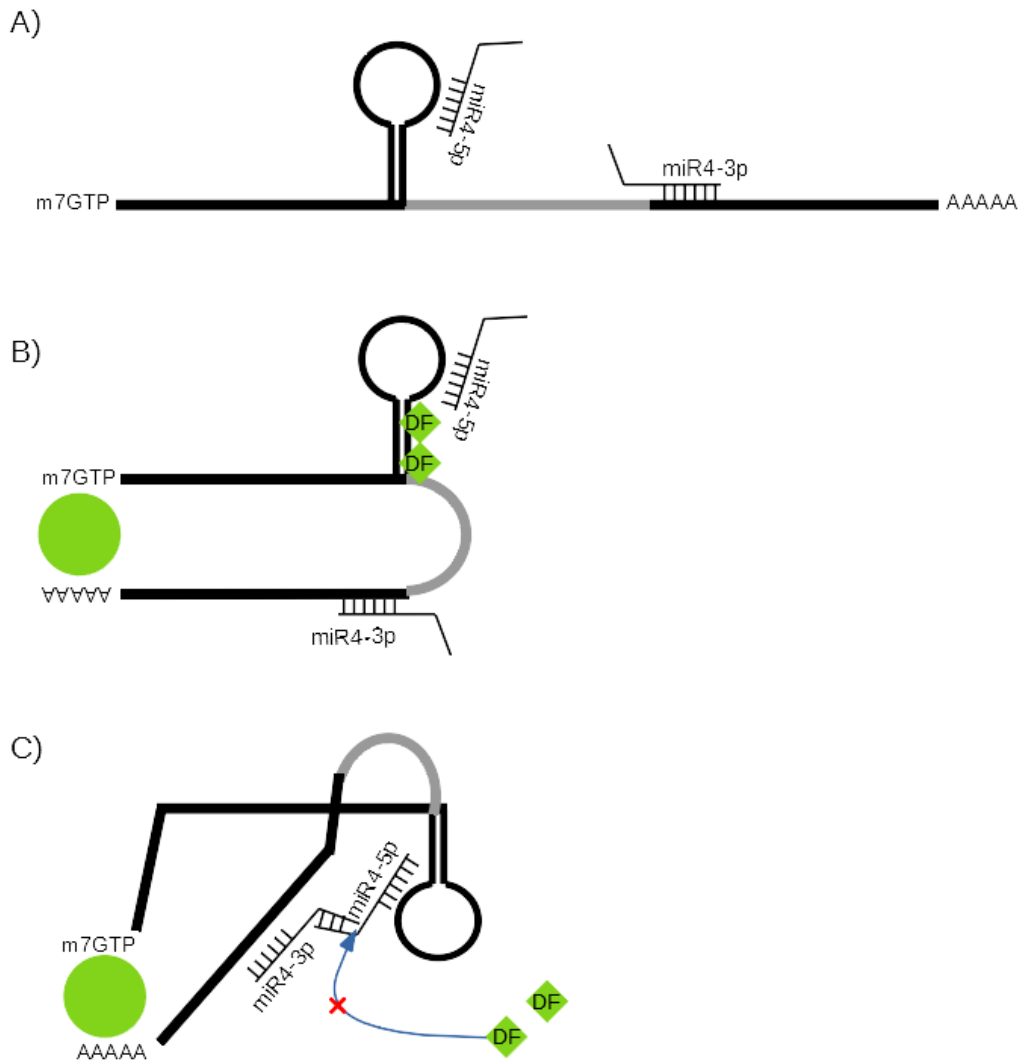 A)
miR4-5p
miR4-3p
m7GTP
AAAAA
B)
miR4-5p
DF
DF
m7GTP
AAAAA
miR4-3p
C)
miR4-5p
m7GTP
miR4-3p
DF
DF
AAAAA